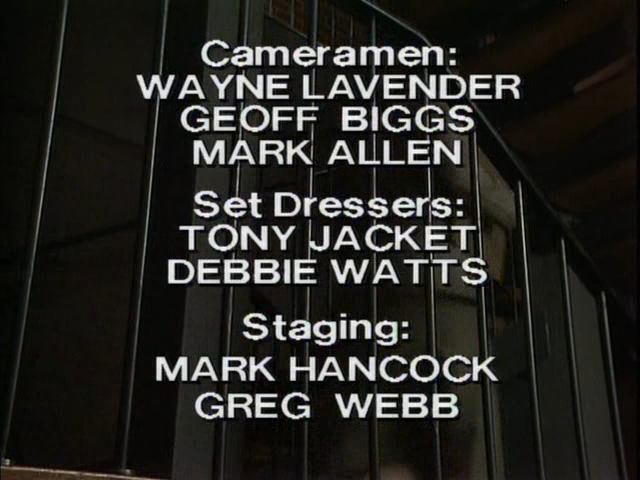 Cameramen:
WAYNE LAVENDER
GEOFF BIGGS
MARK ALLEN
Set Dressers:
TONY JACKET
DEBBIE WATTS
Staging:
MARK HANCOCK
GREG WEBB